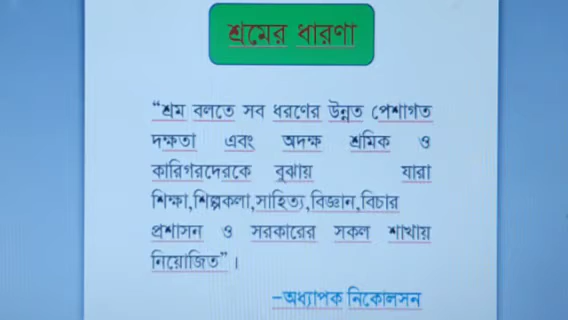 শ্রমের ধারণা
“শ্রম বলতে সব ধরণের উন্নত পেশাগত
দক্ষতা এবং অদক্ষ শ্রমিক ও
কারিগরদেরকে বুঝায় যারা
শিক্ষা,শিল্পকলা,সাহিত্য,বিজ্ঞান,বিচার
প্রশাসন ও সরকারের সকল শাখায়
নিয়োজিত” ।
–অধ্যাপক নিকোলসন